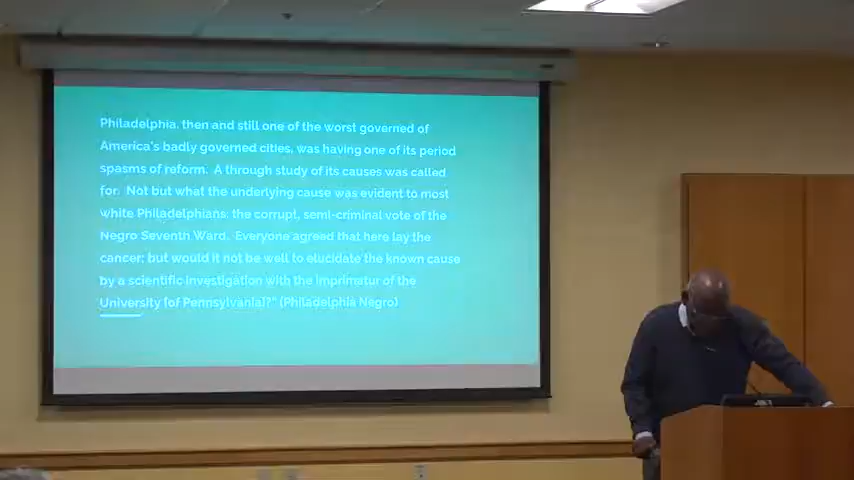 Philadelphia, then and still one of the worst governed of
America's badly governed cities, was having one of its period
spasms of reform. A through study of its causes was called
for. Not but what the underlying cause was evident to most
white Philadelphians: the corrupt, semi-criminal vote of the
Negro Seventh Ward. Everyone agreed that here lay the
cancer; but would it not be well to elucidate the known cause
by a scientific investigation with the imprimatur of the
University [of Pennsylvania]?" (Philadelphia Negro)